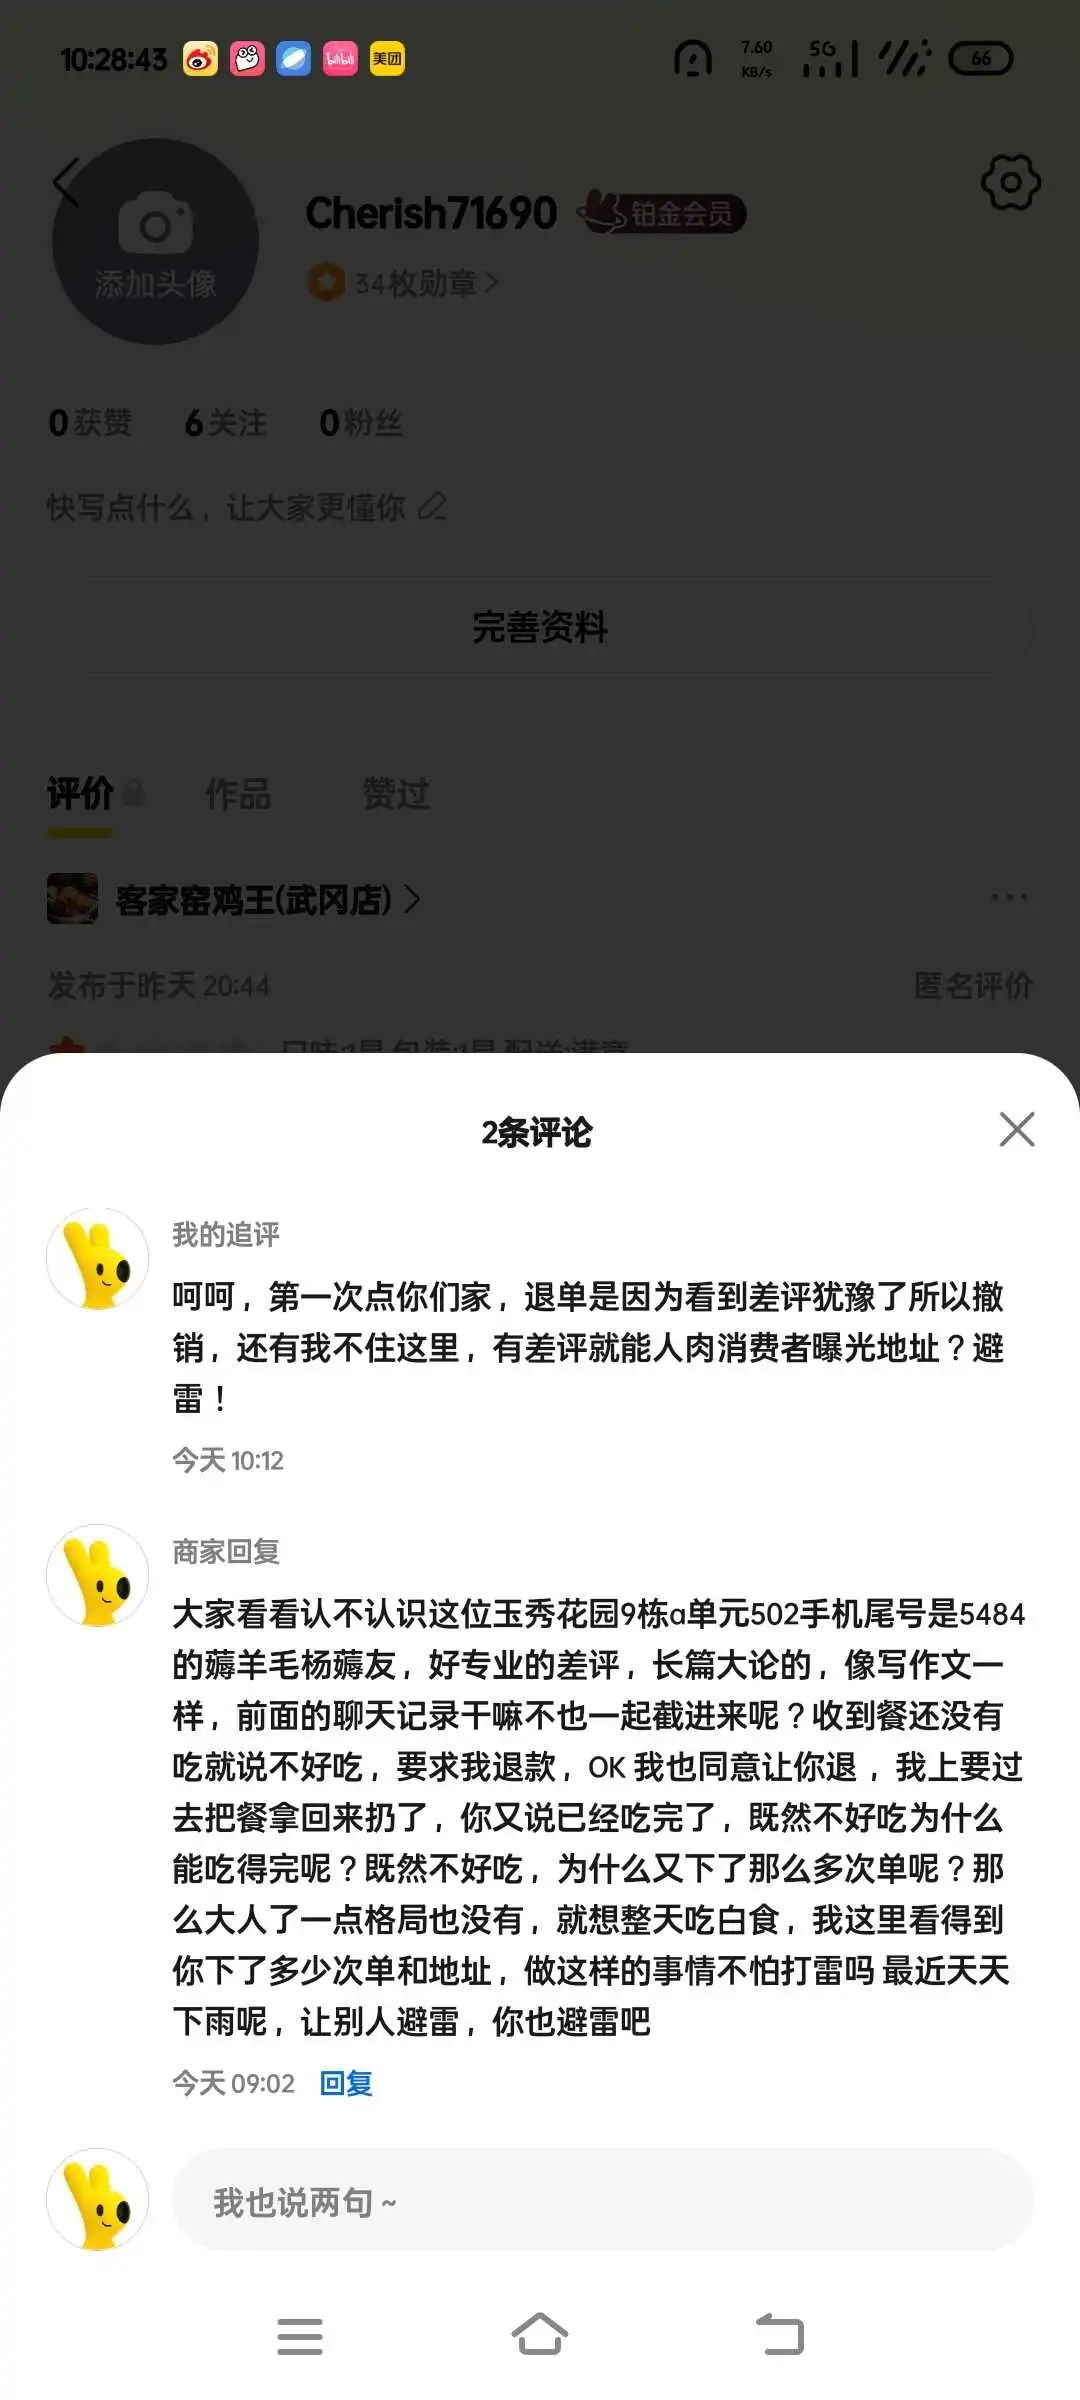 10:28:43
美团
7.60
KB/s
5G
66
添加头像
Cherish71690
铂金会员
34枚勋章
0获赞 6关注 0粉丝
快写点什么，让大家更懂你
完善资料
评价 作品 赞过
客家窑鸡王(武冈店)
发布于昨天 20:44 匿名评价
口味:1星 包装:1星 配送:满意
2条评论
我的追评
呵呵，第一次点你们家，退单是因为看到差评犹豫了所以撤
销，还有我不住这里，有差评就能人肉消费者曝光地址？避
雷！
今天 10:12
商家回复
大家看看认不认识这位玉秀花园9栋a单元502手机尾号是5484
的薅羊毛杨薅友，好专业的差评，长篇大论的，像写作文一
样，前面的聊天记录干嘛不也一起截进来呢？收到餐还没有
吃就说不好吃，要求我退款，OK 我也同意让你退 ，我上要过
去把餐拿回来扔了，你又说已经吃完了，既然不好吃为什么
能吃得完呢？既然不好吃，为什么又下了那么多次单呢？那
么大人了一点格局也没有，就想整天吃白食，我这里看得到
你下了多少次单和地址，做这样的事情不怕打雷吗 最近天天
下雨呢，让别人避雷，你也避雷吧
今天 09:02 回复
我也说两句 ~